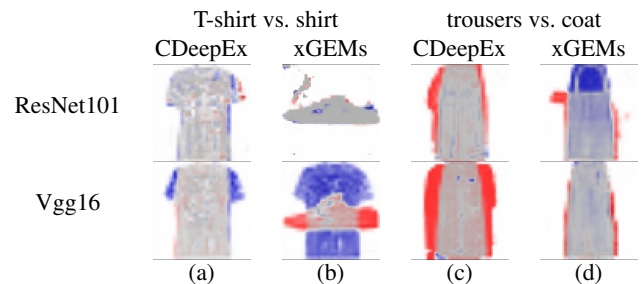 T-shirt vs. shirt trousers vs. coat
CDeepEx xGEMs CDeepEx xGEMs
ResNet101
Vgg16
(a) (b) (c) (d)